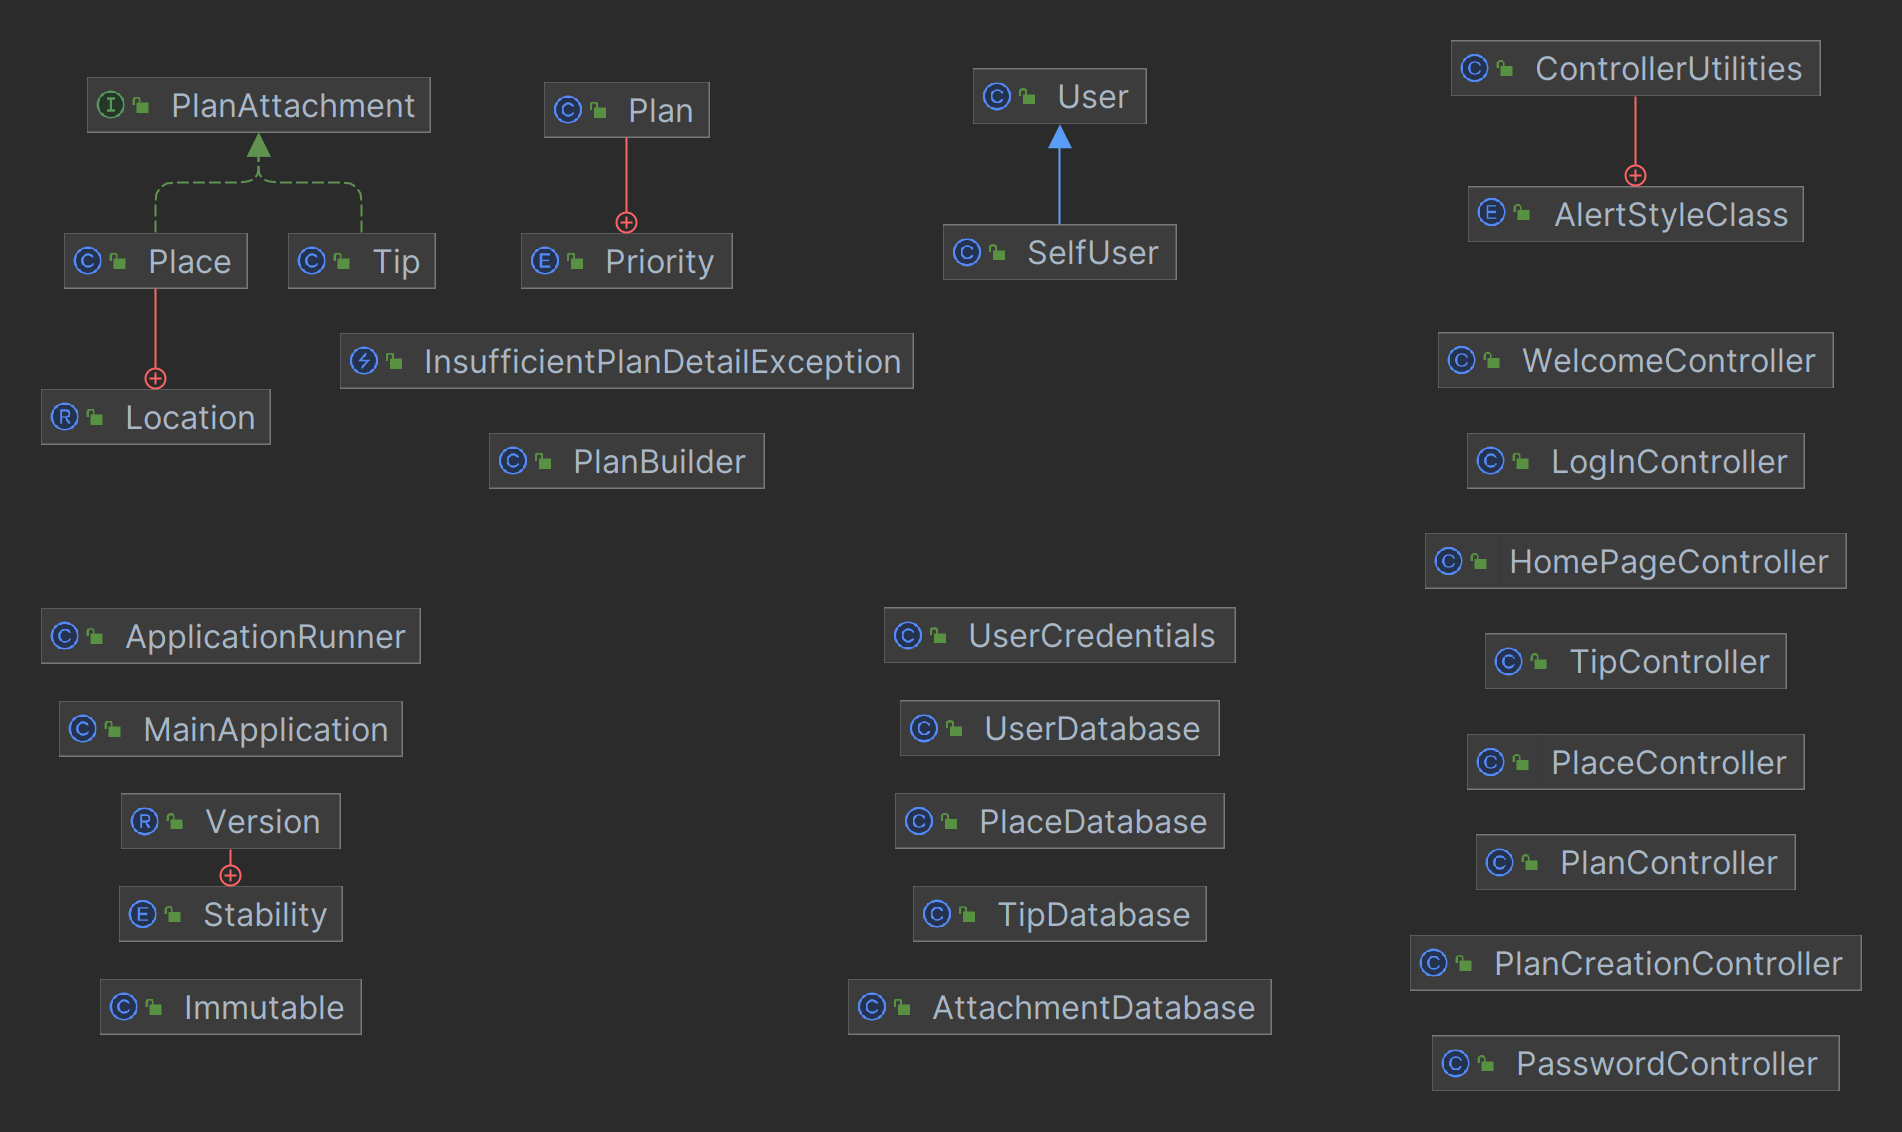 PlanAttachment
Place
Tip
Location
Plan
Priority
InsufficientPlanDetailException
PlanBuilder
User
SelfUser
ControllerUtilities
AlertStyleClass
WelcomeController
LogInController
HomePageController
TipController
PlaceController
PlanController
PlanCreationController
PasswordController
ApplicationRunner
MainApplication
Version
Stability
Immutable
UserCredentials
UserDatabase
PlaceDatabase
TipDatabase
AttachmentDatabase